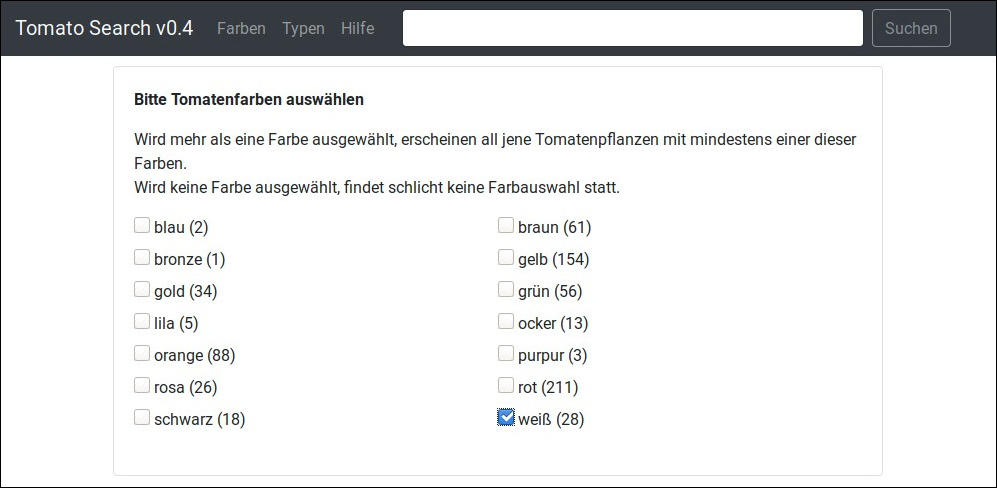 Tomato Search v0.4 Farben Typen Hilfe Suchen
Bitte Tomatenfarben auswählen
Wird mehr als eine Farbe ausgewählt, erscheinen all jene Tomatenpflanzen mit mindestens einer dieser
Farben.
Wird keine Farbe ausgewählt, findet schlicht keine Farbauswahl statt.
blau (2) braun (61)
bronze (1) gelb (154)
gold (34) grün (56)
lila (5) ocker (13)
orange (88) purpur (3)
rosa (26) rot (211)
schwarz (18) weiß (28)